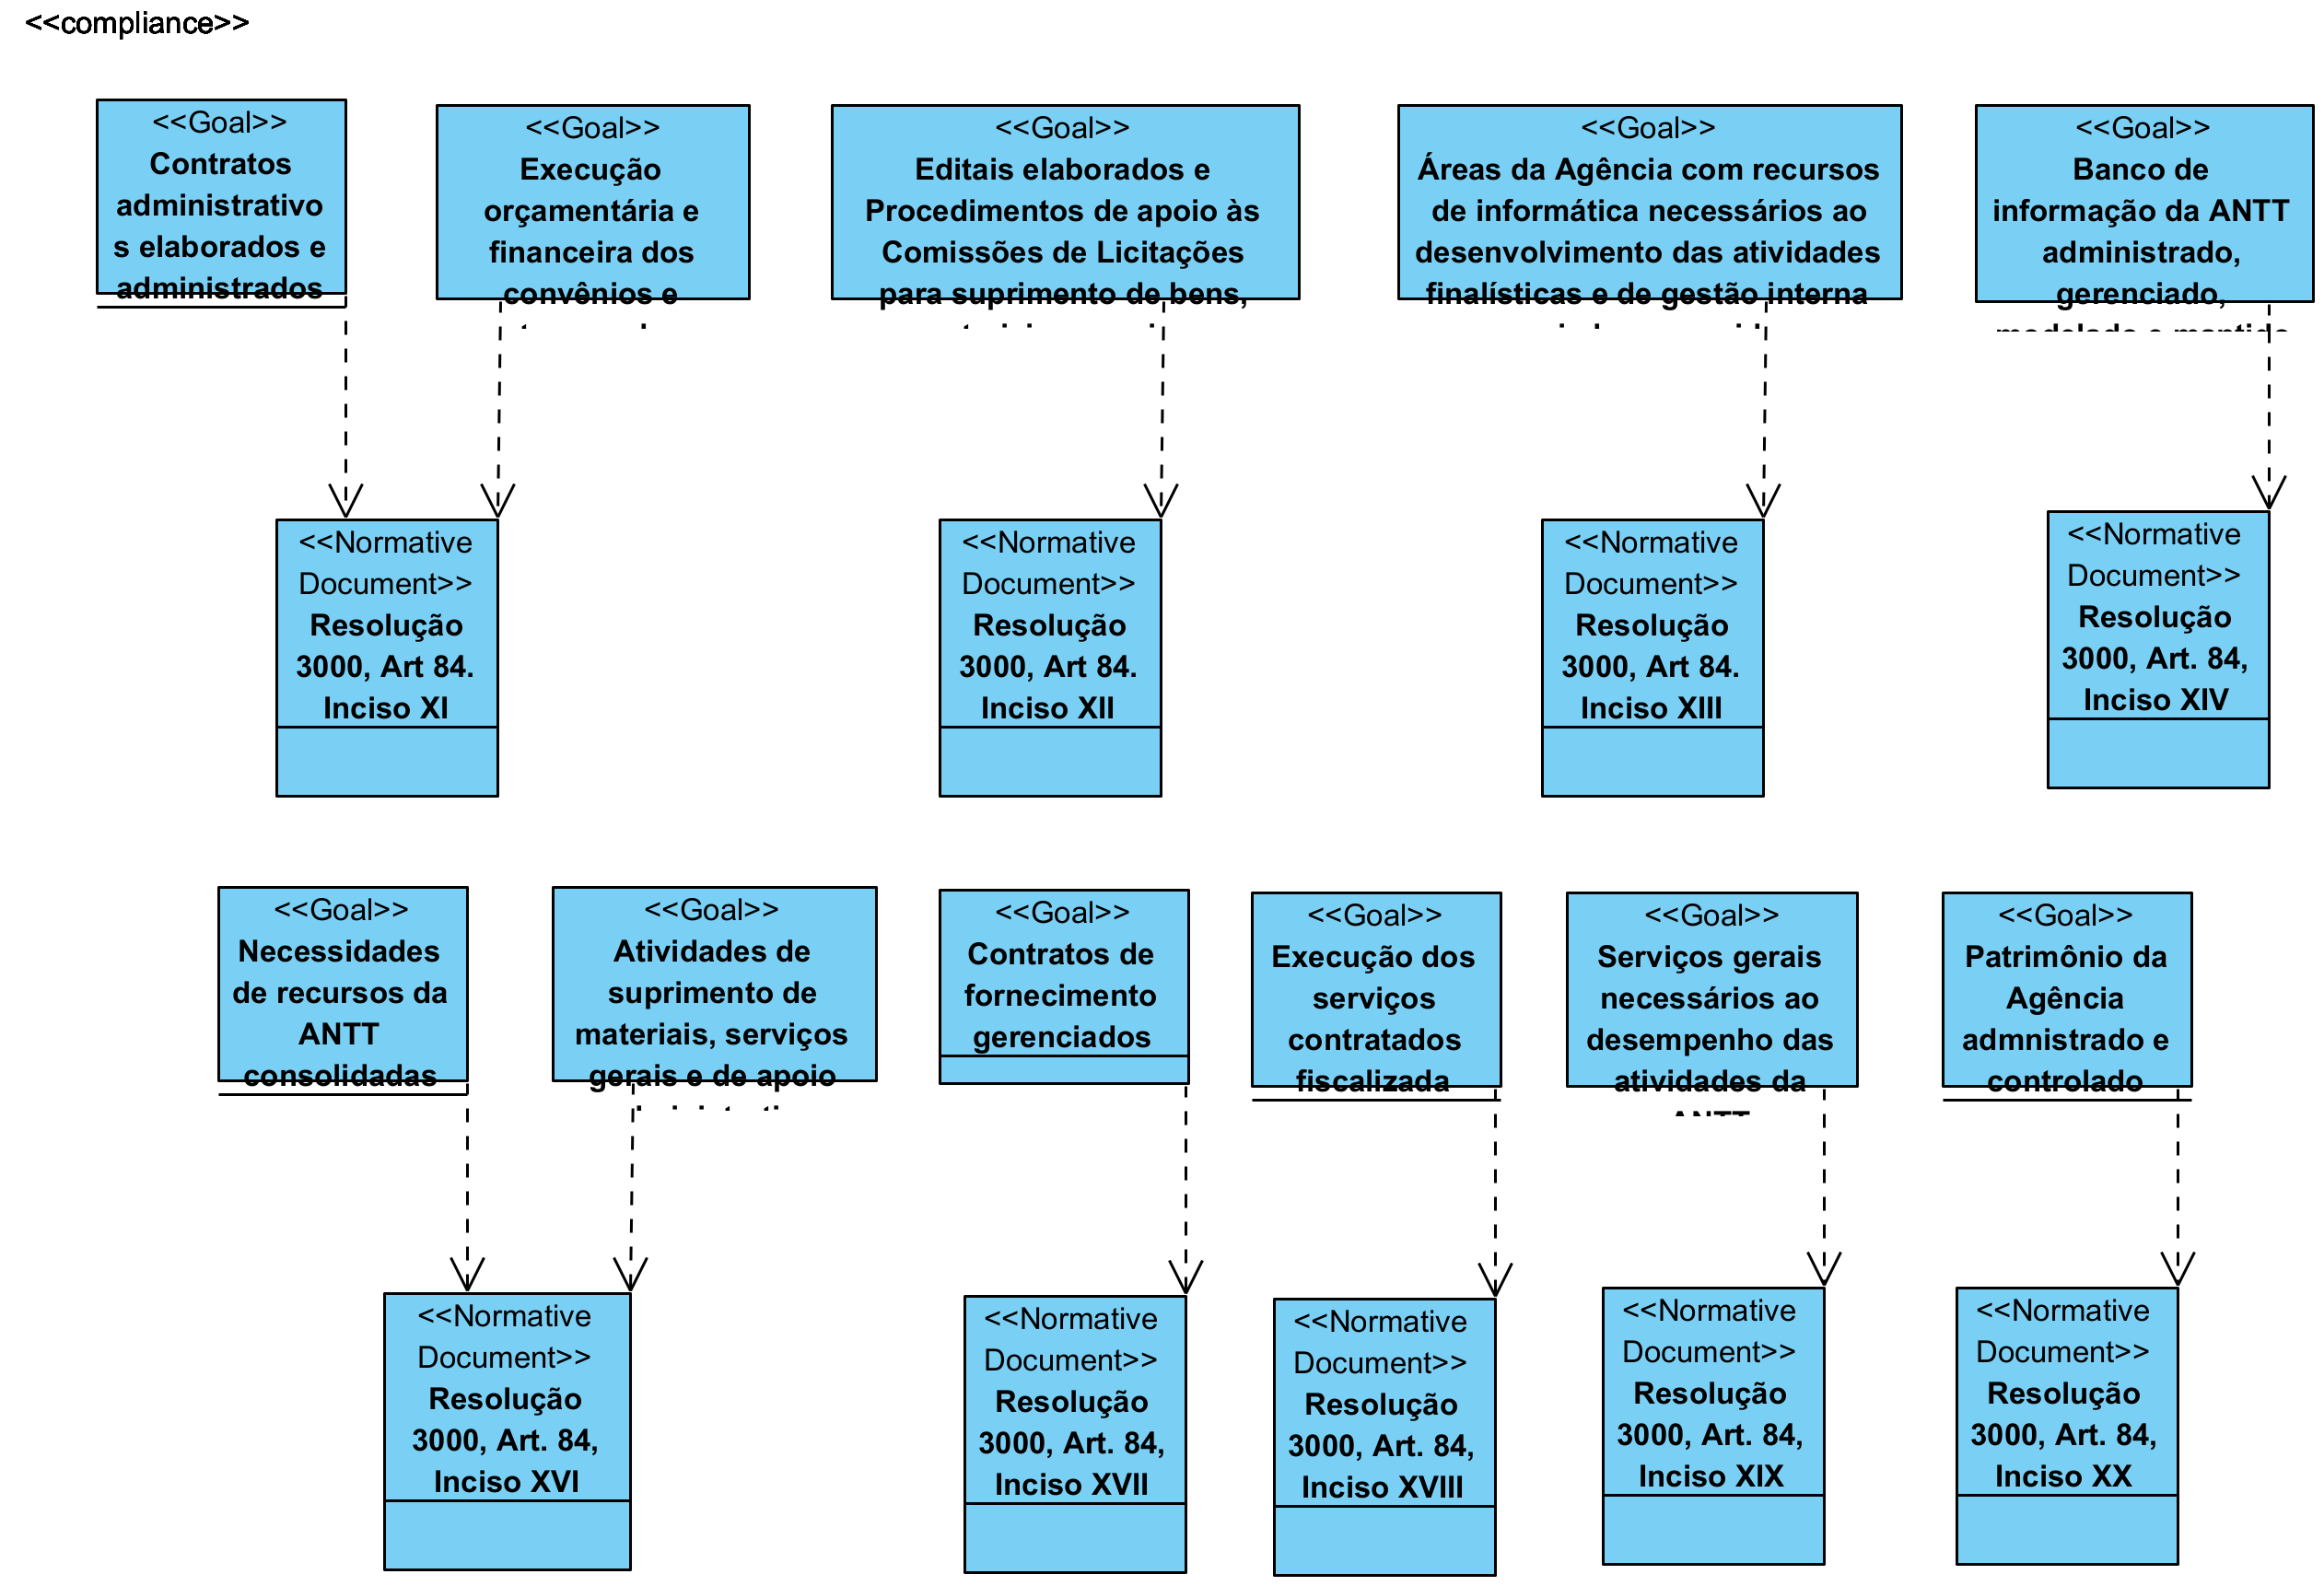 <<compliance>>
<<Goal>>
Contratos
administrativo
s elaborados e
administrados
<<Goal>>
Execução
orçamentária e
financeira dos
convênios e
<<Goal>>
Editais elaborados e
Procedimentos de apoio às
Comissões de Licitações
para suprimento de bens,
<<Goal>>
Áreas da Agência com recursos
de informática necessários ao
desenvolvimento das atividades
finalísticas e de gestão interna
<<Goal>>
Banco de
informação da ANTT
administrado,
gerenciado,
modelado e mantido
<<Normative
Document>>
Resolução
3000, Art 84.
Inciso XI
<<Normative
Document>>
Resolução
3000, Art 84.
Inciso XII
<<Normative
Document>>
Resolução
3000, Art 84.
Inciso XIII
<<Normative
Document>>
Resolução
3000, Art. 84,
Inciso XIV
<<Goal>>
Necessidades
de recursos da
ANTT
consolidadas
<<Goal>>
Atividades de
suprimento de
materiais, serviços
gerais e de apoio
<<Goal>>
Contratos de
fornecimento
gerenciados
<<Goal>>
Execução dos
serviços
contratados
fiscalizada
<<Goal>>
Serviços gerais
necessários ao
desempenho das
atividades da
ANTT
<<Goal>>
Patrimônio da
Agência
admnistrado e
controlado
<<Normative
Document>>
Resolução
3000, Art. 84,
Inciso XVI
<<Normative
Document>>
Resolução
3000, Art. 84,
Inciso XVII
<<Normative
Document>>
Resolução
3000, Art. 84,
Inciso XVIII
<<Normative
Document>>
Resolução
3000, Art. 84,
Inciso XIX
<<Normative
Document>>
Resolução
3000, Art. 84,
Inciso XX